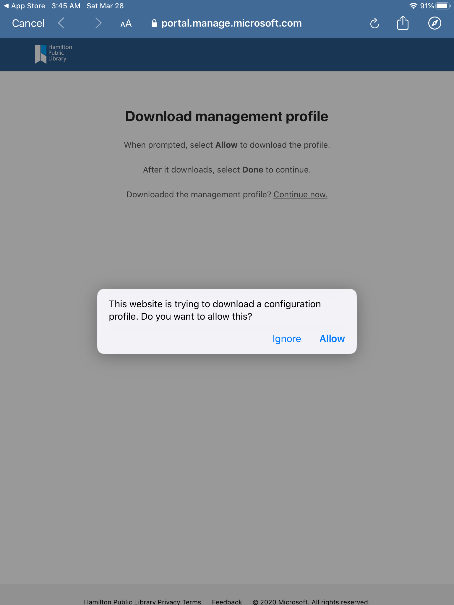 App Store 3:45 AM Sat Mar 28 91%
Cancel AA portal.manage.microsoft.com
Hamilton
Public
Library
Download management profile
When prompted, select Allow to download the profile.
After it downloads, select Done to continue.
Downloaded the management profile? Continue now.
This website is trying to download a configuration
profile. Do you want to allow this?
Ignore Allow
Hamilton Public Library Privacy Terms Feedback © 2020 Microsoft. All rights reserved